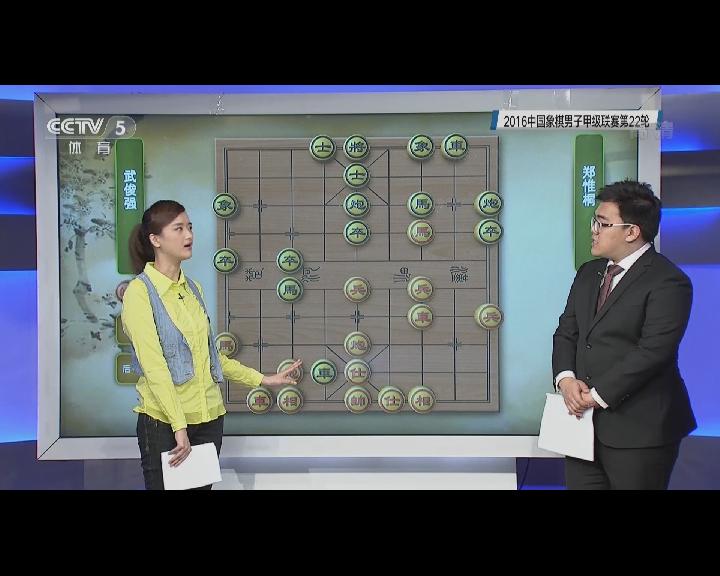 CCTV 5
体育
2016中国象棋男子甲级联赛第22轮
武俊强
郑惟桐
士 將 象 車
士
象 炮 馬 炮
卒 馬 卒
卒 卒
馬 兵 兵
車 兵
馬 炮
車 仕
車 相 帥 仕 相